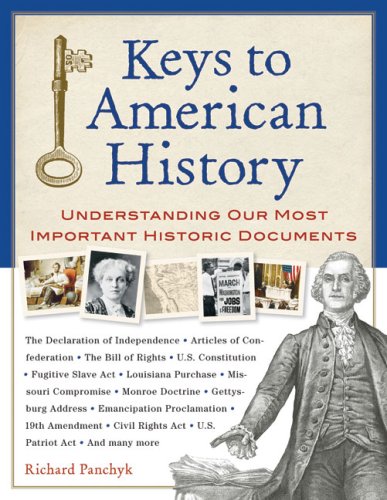 Keys to
American
History
UNDERSTANDING OUR MOST
IMPORTANT HISTORIC DOCUMENTS
MARCH
WASHINGTON
FOR
JOBS
& FREEDOM
The Declaration of Independence • Articles of Con-
federation • The Bill of Rights • U.S. Constitution
• Fugitive Slave Act • Louisiana Purchase • Mis-
souri Compromise • Monroe Doctrine • Gettys-
burg Address • Emancipation Proclamation •
19th Amendment • Civil Rights Act • U.S.
Patriot Act • And many more
Richard Panchyk